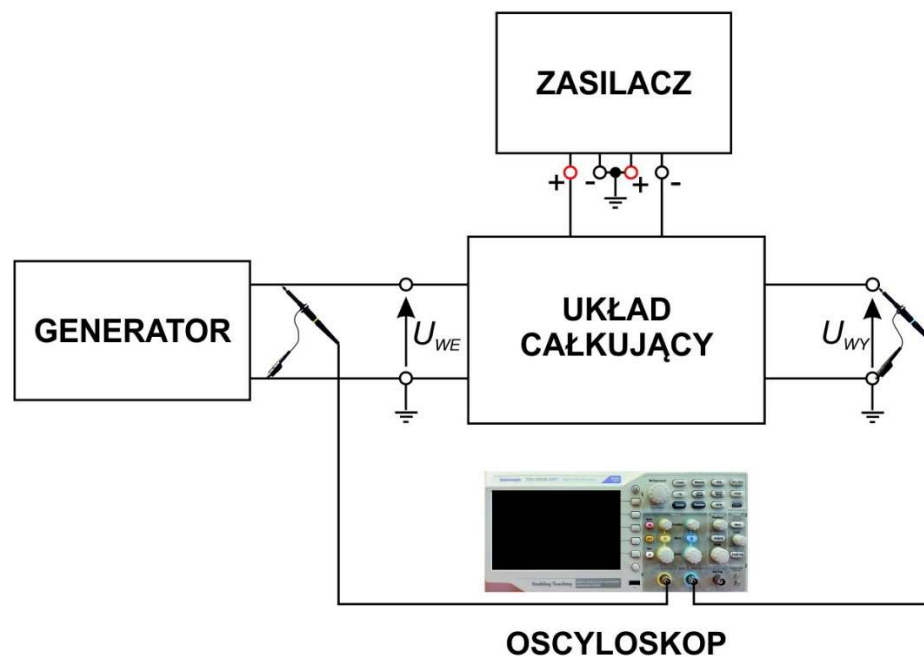 ZASILACZ
+ - + -
GENERATOR
U_WE
UKŁAD
CAŁKUJĄCY
U_WY
OSCYLOSKOP